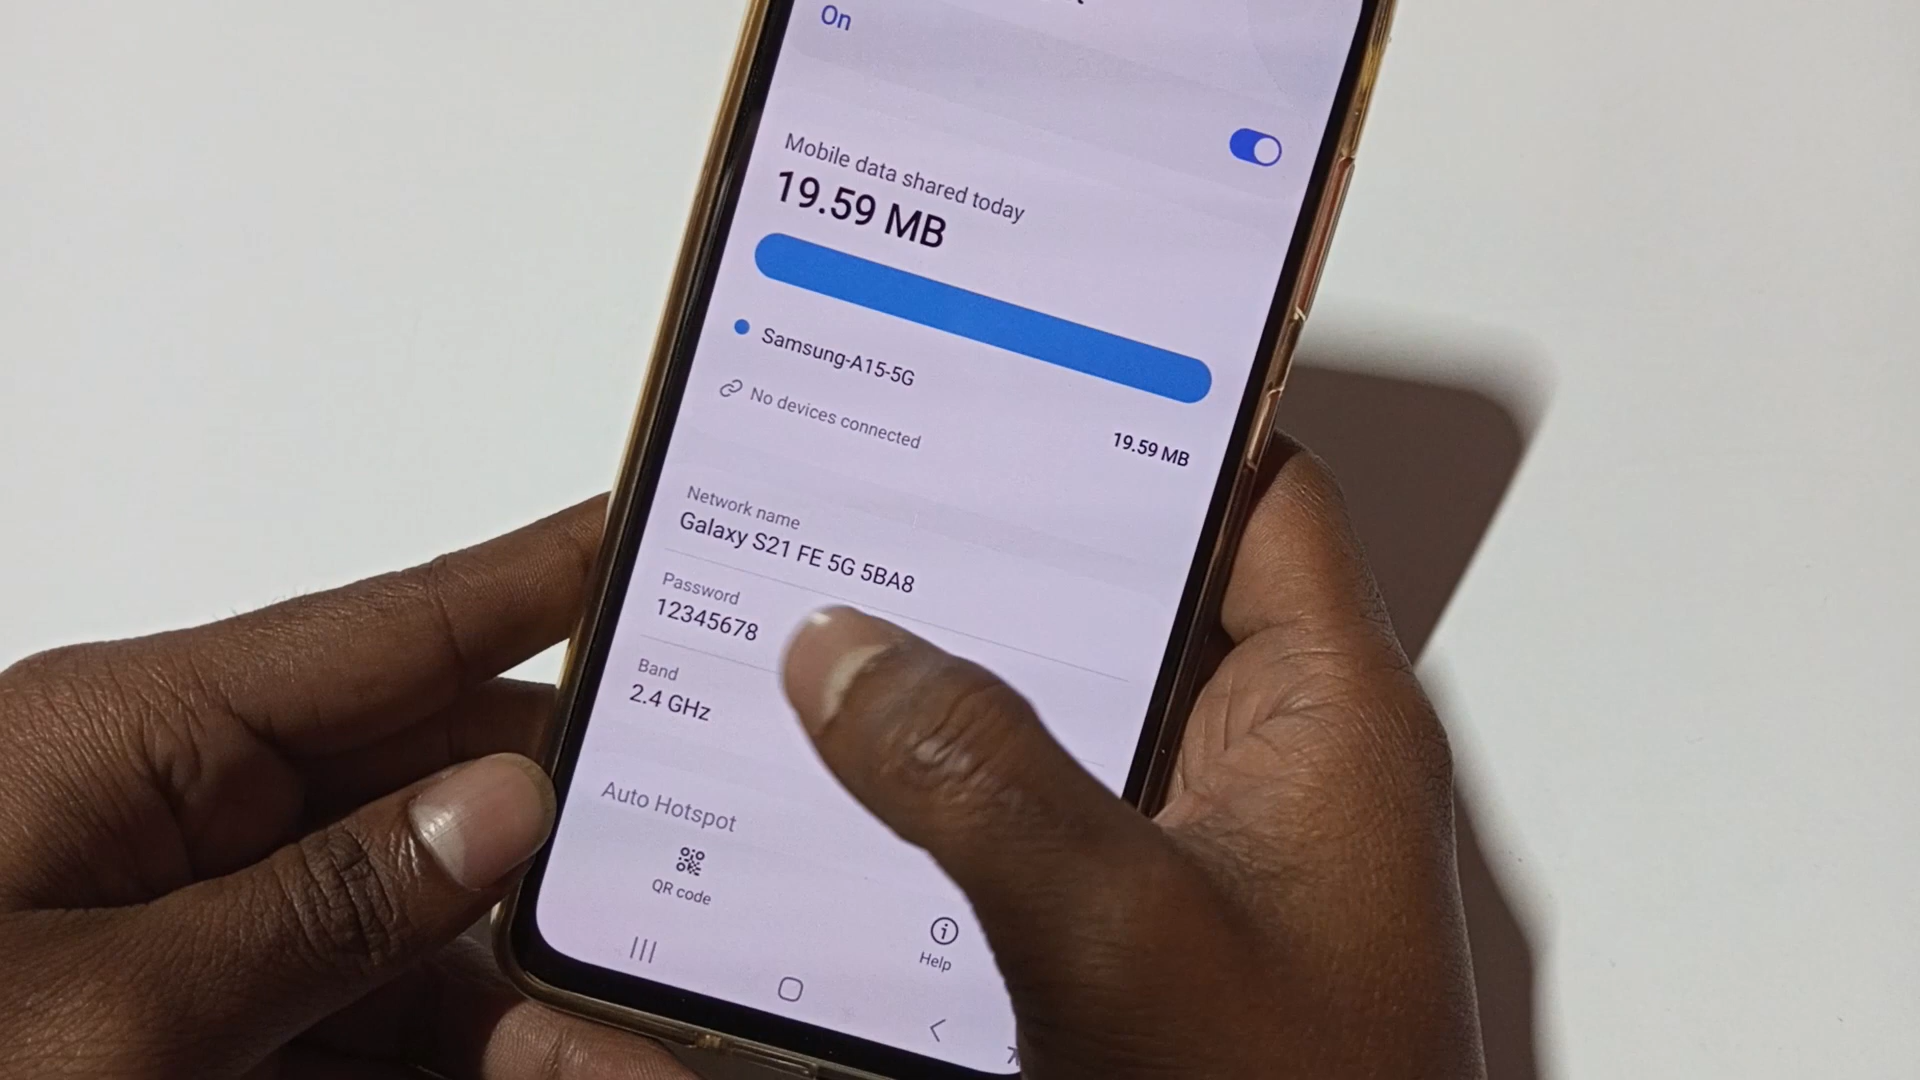 On
Mobile data shared today
19.59 MB
Samsung-A15-5G
No devices connected
19.59 MB
Network name
Galaxy S21 FE 5G 5BA8
Password
12345678
Band
2.4 GHz
Auto Hotspot
QR code
Help